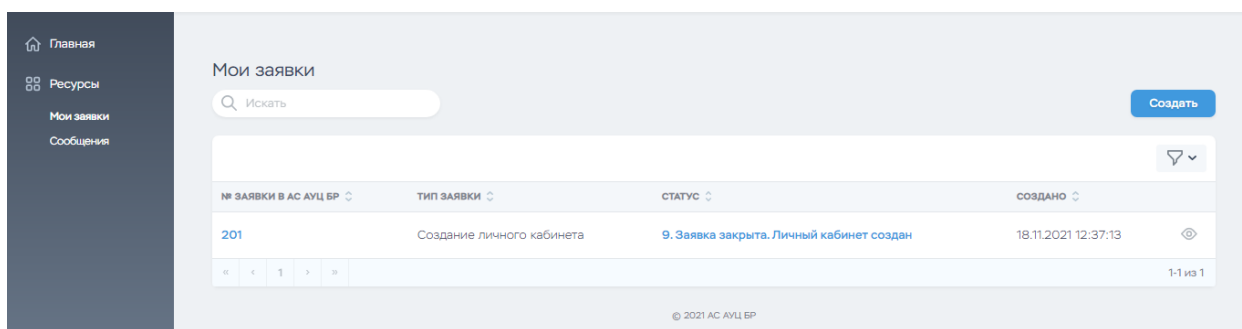 Главная
Ресурсы
Мои заявки
Сообщения
Мои заявки
Искать
Создать
№ ЗАЯВКИ В АС АУЦ БР ТИП ЗАЯВКИ СТАТУС СОЗДАНО
201 Создание личного кабинета 9. Заявка закрыта. Личный кабинет создан 18.11.2021 12:37:13
« ‹ 1 › » 1-1 из 1
© 2021 АС АУЦ БР